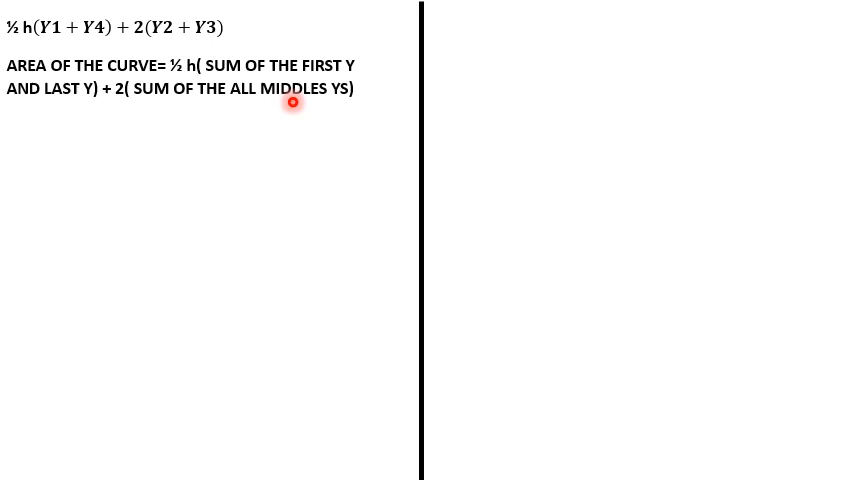 ½ h(Y1 + Y4) + 2(Y2 + Y3)
AREA OF THE CURVE= ½ h( SUM OF THE FIRST Y
AND LAST Y) + 2( SUM OF THE ALL MIDDLES YS)